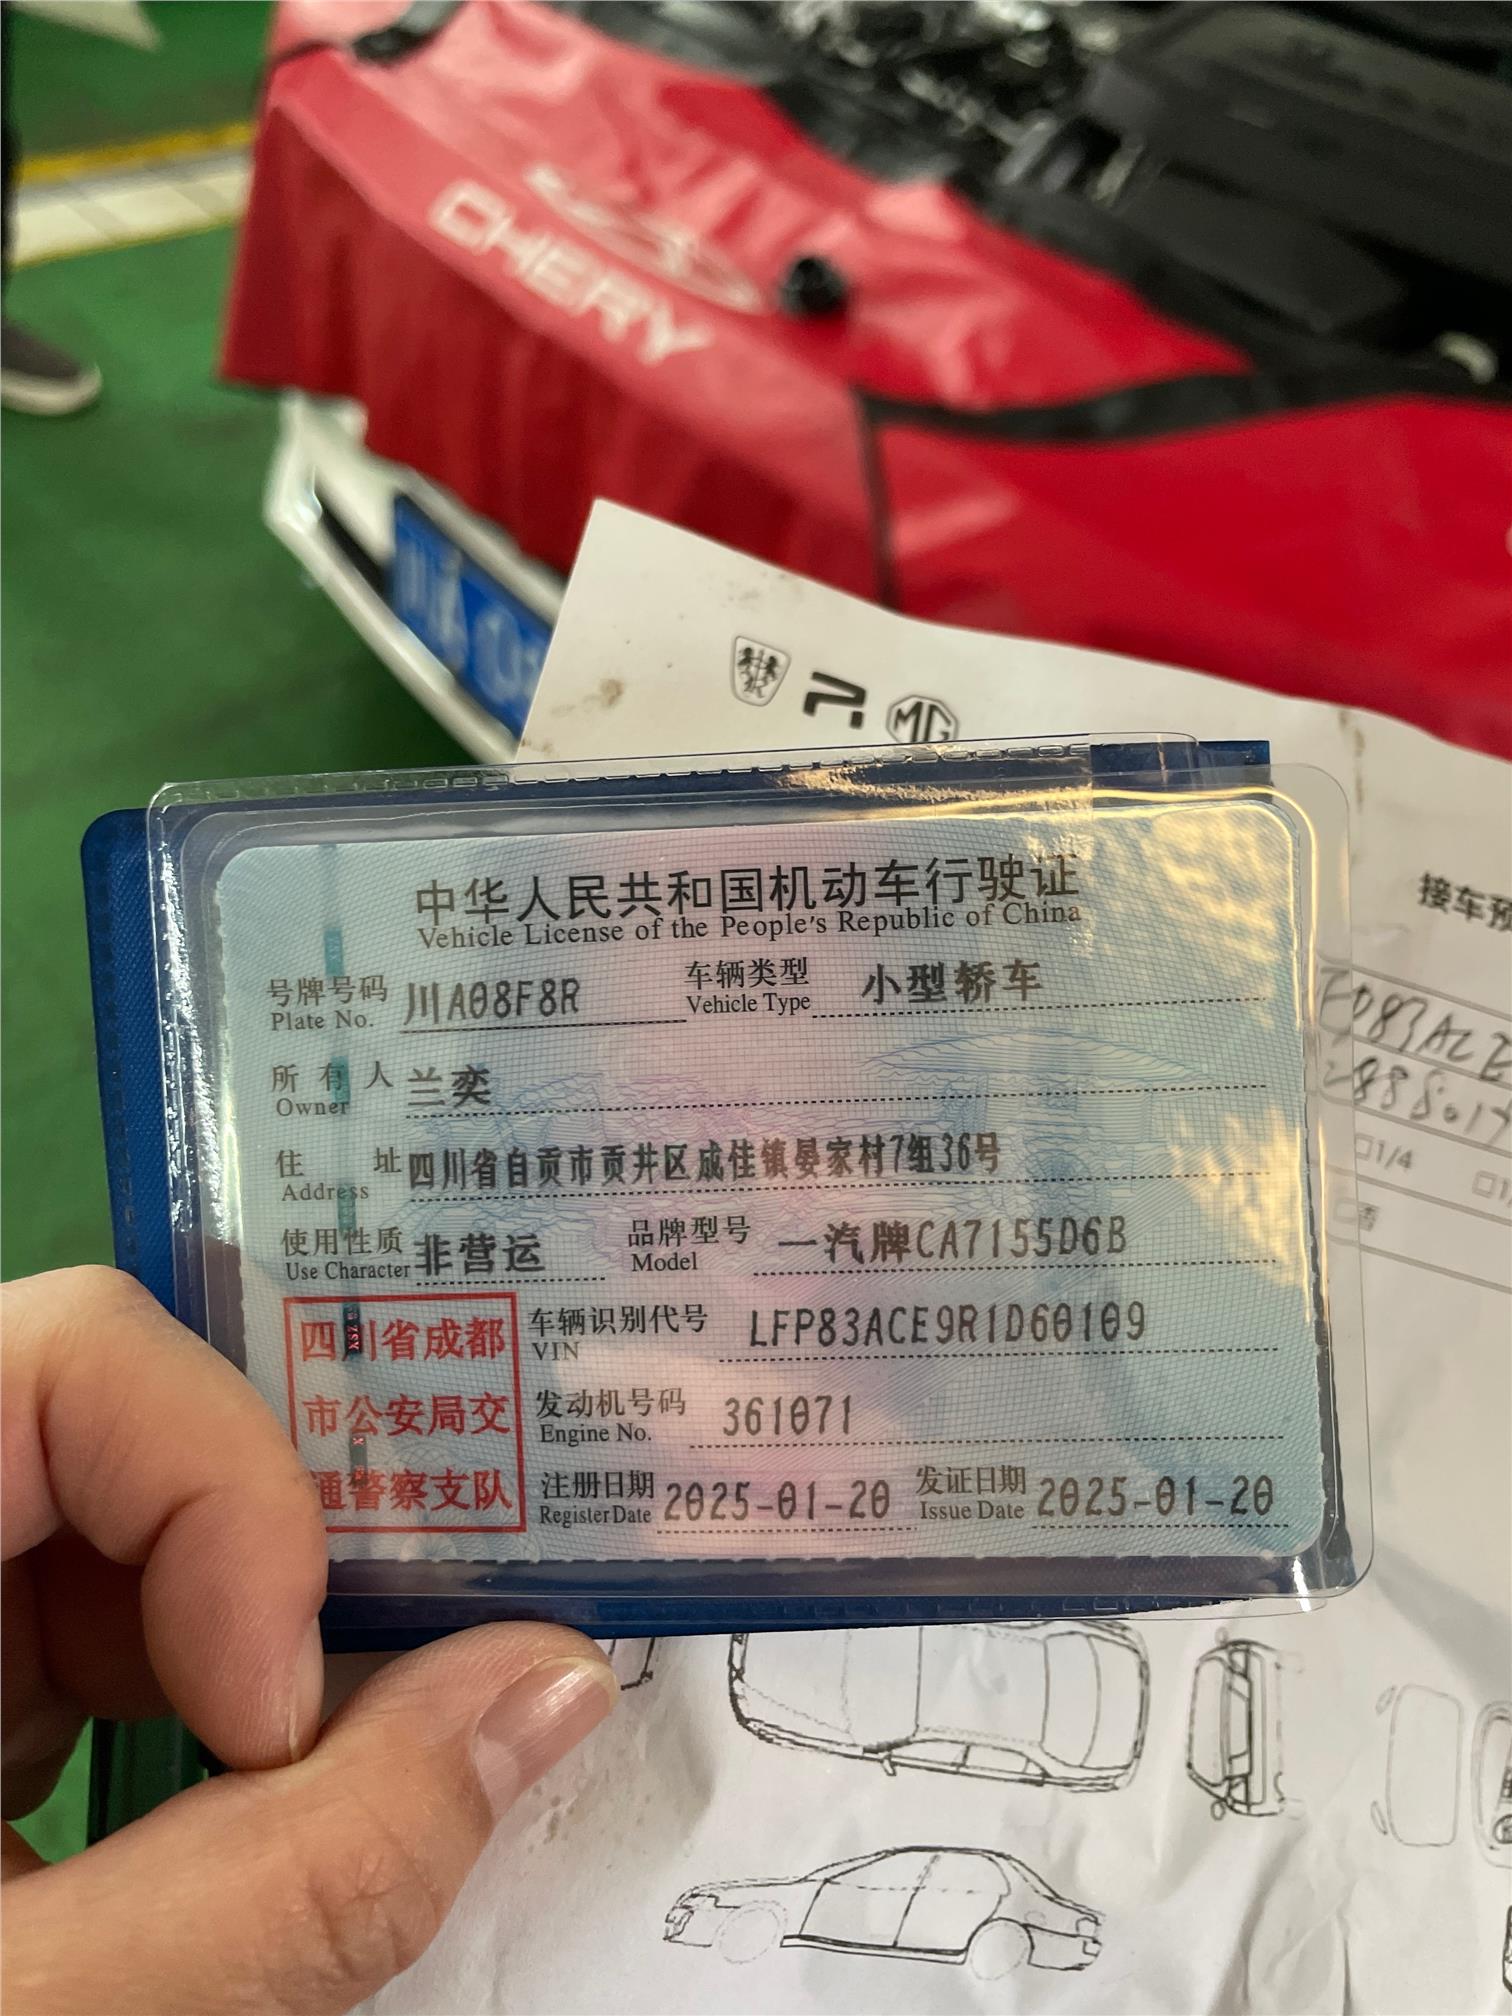 CHERY
川A
MG
接车预
中华人民共和国机动车行驶证
Vehicle License of the People's Republic of China
号牌号码 川A08F8R 车辆类型 小型轿车
Plate No. Vehicle Type
所有人 兰奕
Owner
住址 四川省自贡市贡井区成佳镇晏家村7组36号
Address
使用性质 非营运 品牌型号 一汽牌CA7155D6B
Use Character Model
四川省成都
市公安局交
通警察支队
车辆识别代号 LFP83ACE9R1D60109
VIN
发动机号码 361071
Engine No.
注册日期 2025-01-20 发证日期 2025-01-20
Register Date Issue Date
83ACE
□1/4